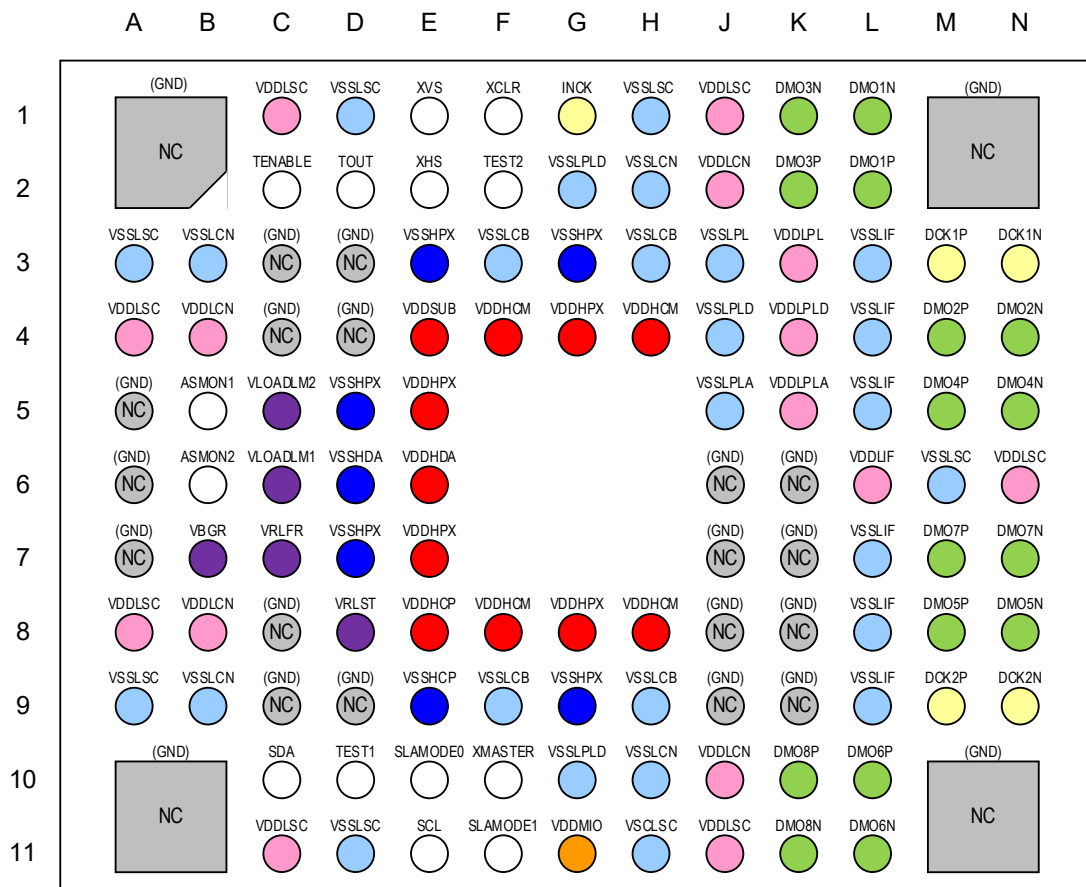 A B C D E F G H J K L M N
(GND) VDDLSC VSSLSC XVS XCLR INCK VSSLSC VDDLSC DMO3N DMO1N (GND)
1
NC NC
TENABLE TOUT XHS TEST2 VSSLPLD VSSLCN VDDLCN DMO3P DMO1P
2
VSSLSC VSSLCN (GND) (GND) VSSHPX VSSLCB VSSHPX VSSLCB VSSLPL VDDLPL VSSLIF DCK1P DCK1N
3 NC NC
VDDLSC VDDLCN (GND) (GND) VDDSUB VDDHCM VDDHPX VDDHCM VSSLPLD VDDLPLD VSSLIF DMO2P DMO2N
4 NC NC
(GND) ASMON1 VLOADLM2 VSSHPX VDDHPX VSSLPLA VDDLPLA VSSLIF DMO4P DMO4N
5 NC
(GND) ASMON2 VLOADLM1 VSSHDA VDDHDA (GND) (GND) VDDLIF VSSLSC VDDLSC
6 NC NC NC
(GND) VBGR VRLFR VSSHPX VDDHPX (GND) (GND) VSSLIF DMO7P DMO7N
7 NC NC NC
VDDLSC VDDLCN (GND) VRLST VDDHCP VDDHCM VDDHPX VDDHCM (GND) (GND) VSSLIF DMO5P DMO5N
8 NC NC NC
VSSLSC VSSLCN (GND) (GND) VSSHCP VSSLCB VSSHPX VSSLCB (GND) (GND) VSSLIF DCK2P DCK2N
9 NC NC NC NC
(GND) SDA TEST1 SLAMODE0 XMASTER VSSLPLD VSSLCN VDDLCN DMO8P DMO6P (GND)
10
NC NC
VDDLSC VSSLSC SCL SLAMODE1 VDDMIO VSCLSC VDDLSC DMO8N DMO6N
11